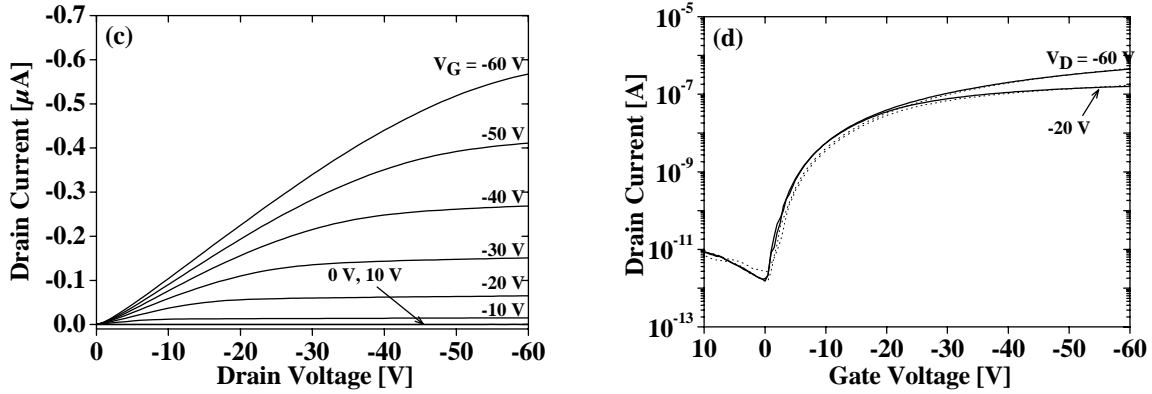 (c)
Drain Current [µA]
-0.7
-0.6
-0.5
-0.4
-0.3
-0.2
-0.1
0.0
V_G = -60 V
-50 V
-40 V
-30 V
-20 V
-10 V
0 V, 10 V
0 -10 -20 -30 -40 -50 -60
Drain Voltage [V]
(d)
Drain Current [A]
10^-5
10^-7
10^-9
10^-11
10^-13
V_D = -60 V
-20 V
10 0 -10 -20 -30 -40 -50 -60
Gate Voltage [V]